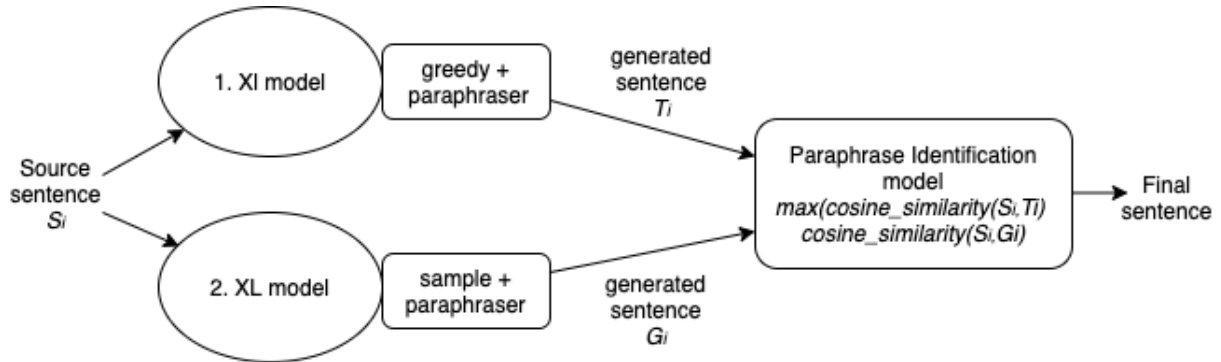 Source
sentence
Si
1. XI model
greedy +
paraphraser
generated
sentence
Ti
2. XL model
sample +
paraphraser
generated
sentence
Gi
Paraphrase Identification
model
max(cosine_similarity(Si,Ti)
cosine_similarity(Si,Gi)
Final
sentence